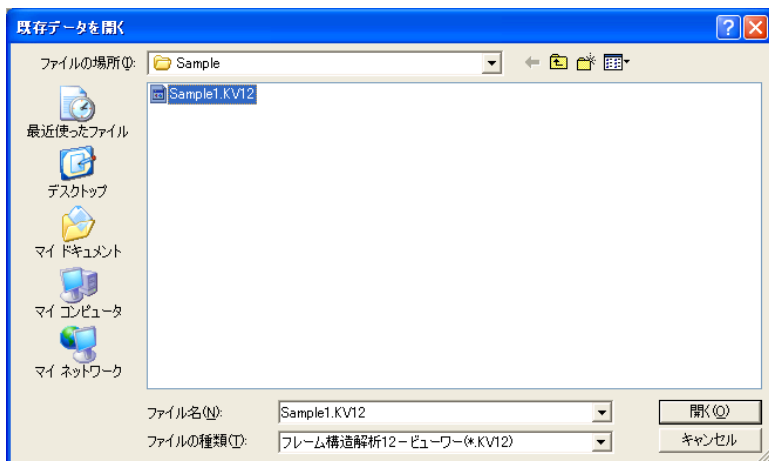 既存データを開く
ファイルの場所(I):
Sample
Sample1.KV12
最近使ったファイル
デスクトップ
マイ ドキュメント
マイ コンピュータ
マイ ネットワーク
ファイル名(N):
Sample1.KV12
開く(O)
ファイルの種類(T):
フレーム構造解析12－ビューワー(*.KV12)
キャンセル